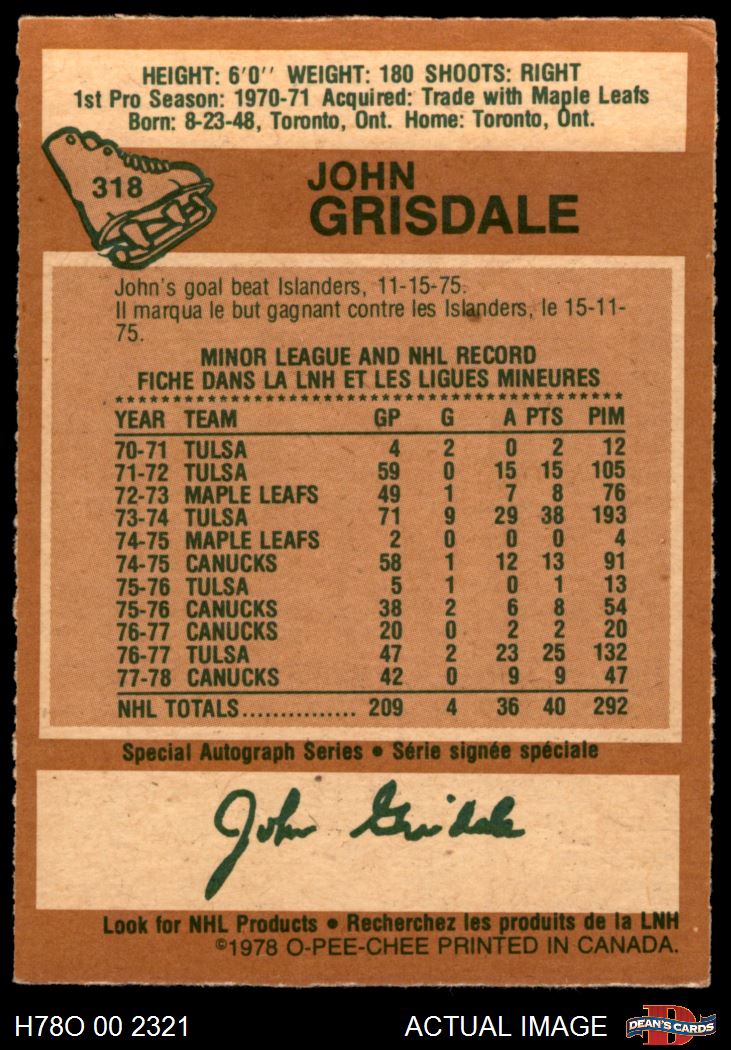 HEIGHT: 6'0'' WEIGHT: 180 SHOOTS: RIGHT
1st Pro Season: 1970-71 Acquired: Trade with Maple Leafs
Born: 8-23-48, Toronto, Ont. Home: Toronto, Ont.
318
JOHN
GRISDALE
John's goal beat Islanders, 11-15-75.
Il marqua le but gagnant contre les Islanders, le 15-11-
75.
MINOR LEAGUE AND NHL RECORD
FICHE DANS LA LNH ET LES LIGUES MINEURES
YEAR TEAM GP G A PTS PIM
70-71 TULSA 4 2 0 2 12
71-72 TULSA 59 0 15 15 105
72-73 MAPLE LEAFS 49 1 7 8 76
73-74 TULSA 71 9 29 38 193
74-75 MAPLE LEAFS 2 0 0 0 4
74-75 CANUCKS 58 1 12 13 91
75-76 TULSA 5 1 0 1 13
75-76 CANUCKS 38 2 6 8 54
76-77 CANUCKS 20 0 2 2 20
76-77 TULSA 47 2 23 25 132
77-78 CANUCKS 42 0 9 9 47
NHL TOTALS............... 209 4 36 40 292
Special Autograph Series • Série signée spéciale
John Grisdale
Look for NHL Products • Recherchez les produits de la LNH
©1978 O-PEE-CHEE PRINTED IN CANADA.
H78O 00 2321 ACTUAL IMAGE
D
DEAN'S CARDS